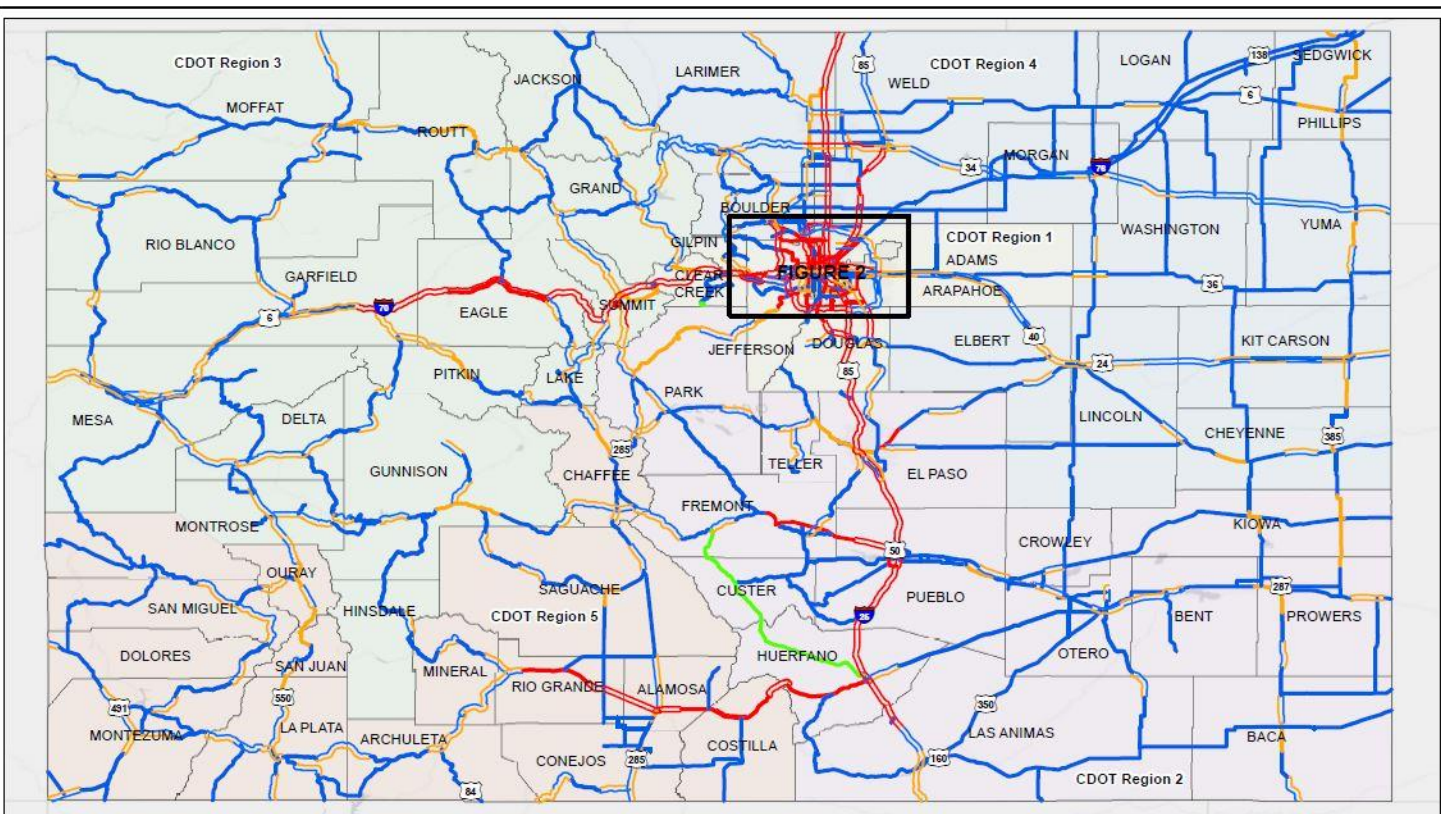 CDOT Region 3
CDOT Region 4
LOGAN
138
SEDGWICK
85
JACKSON
LARIMER
WELD
6
MOFFAT
PHILLIPS
ROUTT
MORGAN
34
76
GRAND
BOULDER
YUMA
WASHINGTON
RIO BLANCO
GILPIN
CDOT Region 1
ADAMS
GARFIELD
CLEAR
CREEK
FIGURE 2
36
ARAPAHOE
70
SUMMIT
EAGLE
6
40
ELBERT
KIT CARSON
JEFFERSON
DOUGLAS
24
85
PITKIN
LAKE
PARK
MESA
DELTA
LINCOLN
CHEYENNE
385
285
GUNNISON
CHAFFEE
TELLER
EL PASO
FREMONT
MONTROSE
KIOWA
CROWLEY
50
OURAY
SAGUACHE
CUSTER
PUEBLO
287
SAN MIGUEL
HINSDALE
CDOT Region 5
25
BENT
PROWERS
DOLORES
SAN JUAN
MINERAL
HUERFANO
OTERO
RIO GRANDE
ALAMOSA
550
491
350
LA PLATA
MONTEZUMA
ARCHULETA
COSTILLA
LAS ANIMAS
BACA
CONEJOS
285
160
CDOT Region 2
84